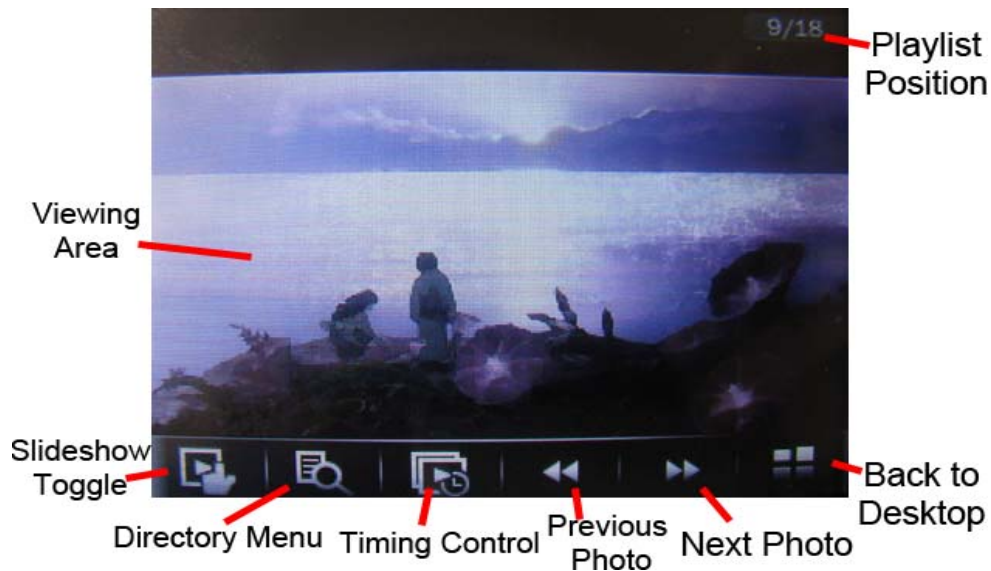 9/18
Playlist
Position
Viewing
Area
Slideshow
Toggle
Directory Menu
Timing Control
Previous
Photo
Next Photo
Back to
Desktop